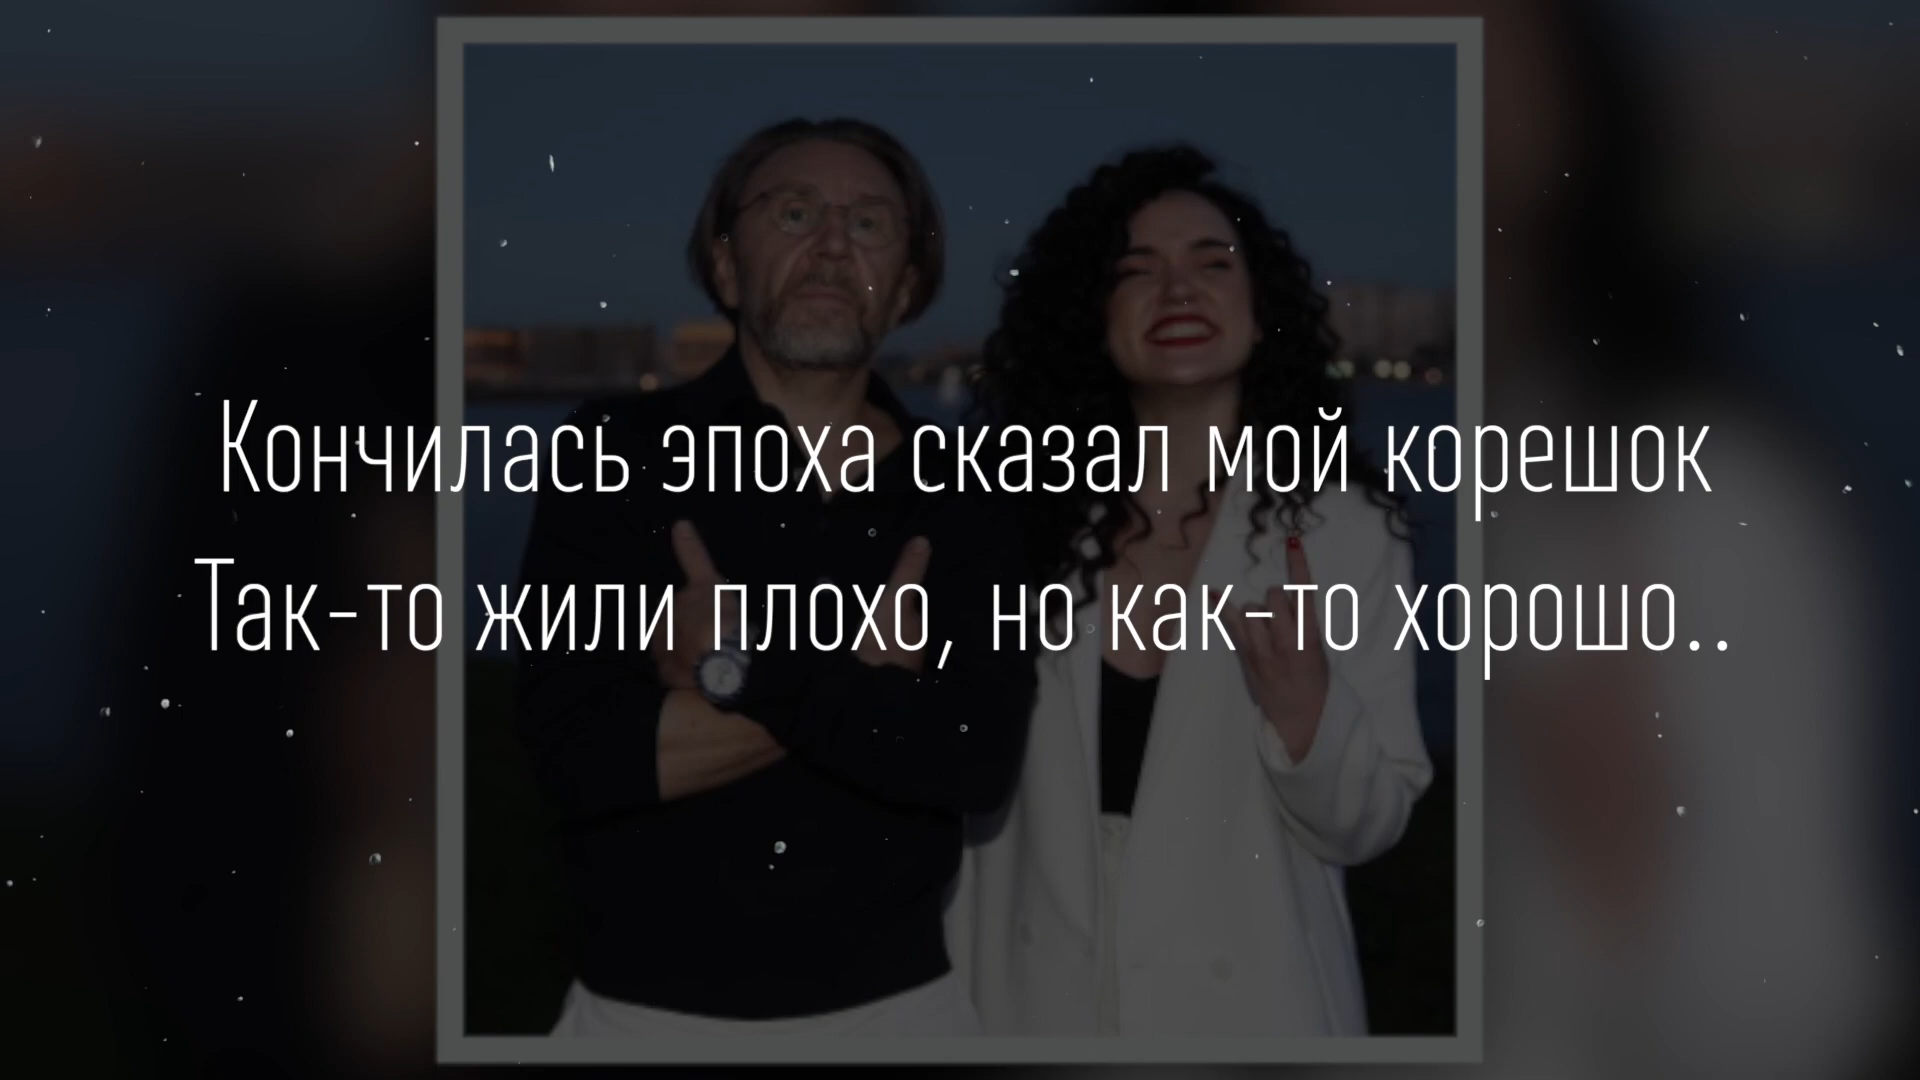 Кончилась эпоха сказал мой корешок
Так-то жили плохо, но как-то хорошо..